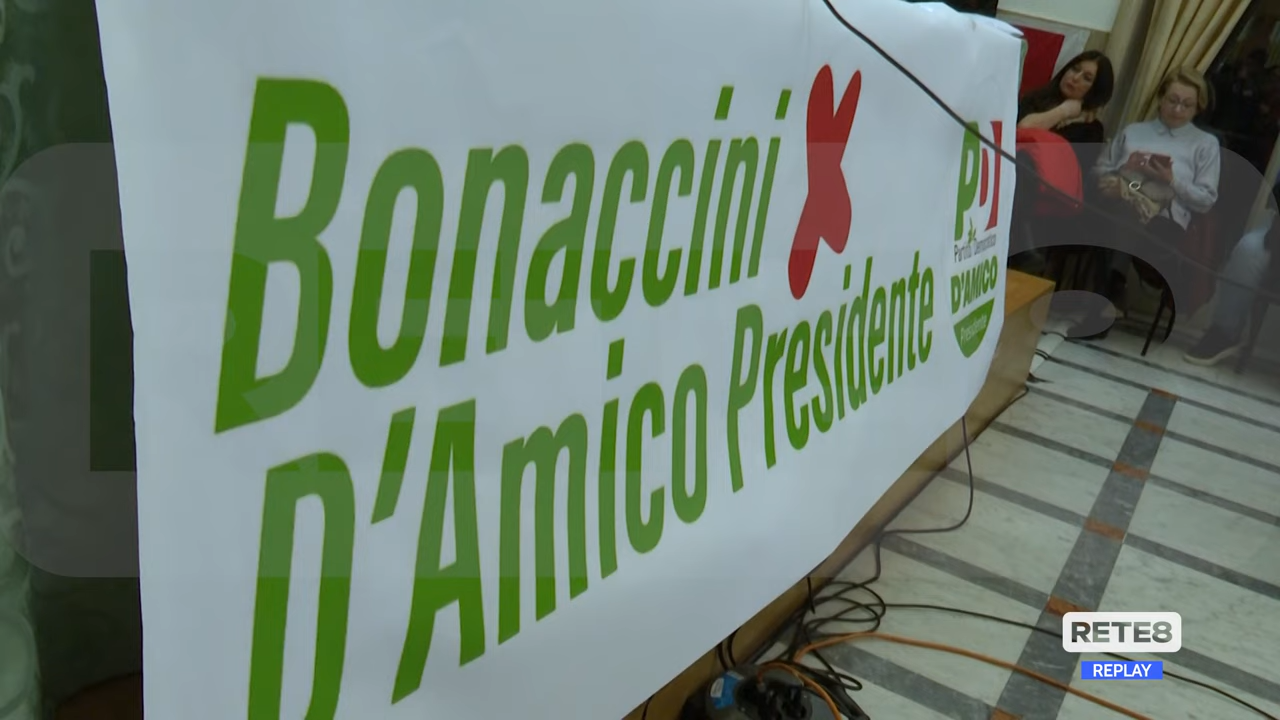 Bonaccini X
D'Amico Presidente
PD
Partito Democratico
D'AMICO
Presidente
RETE8
REPLAY